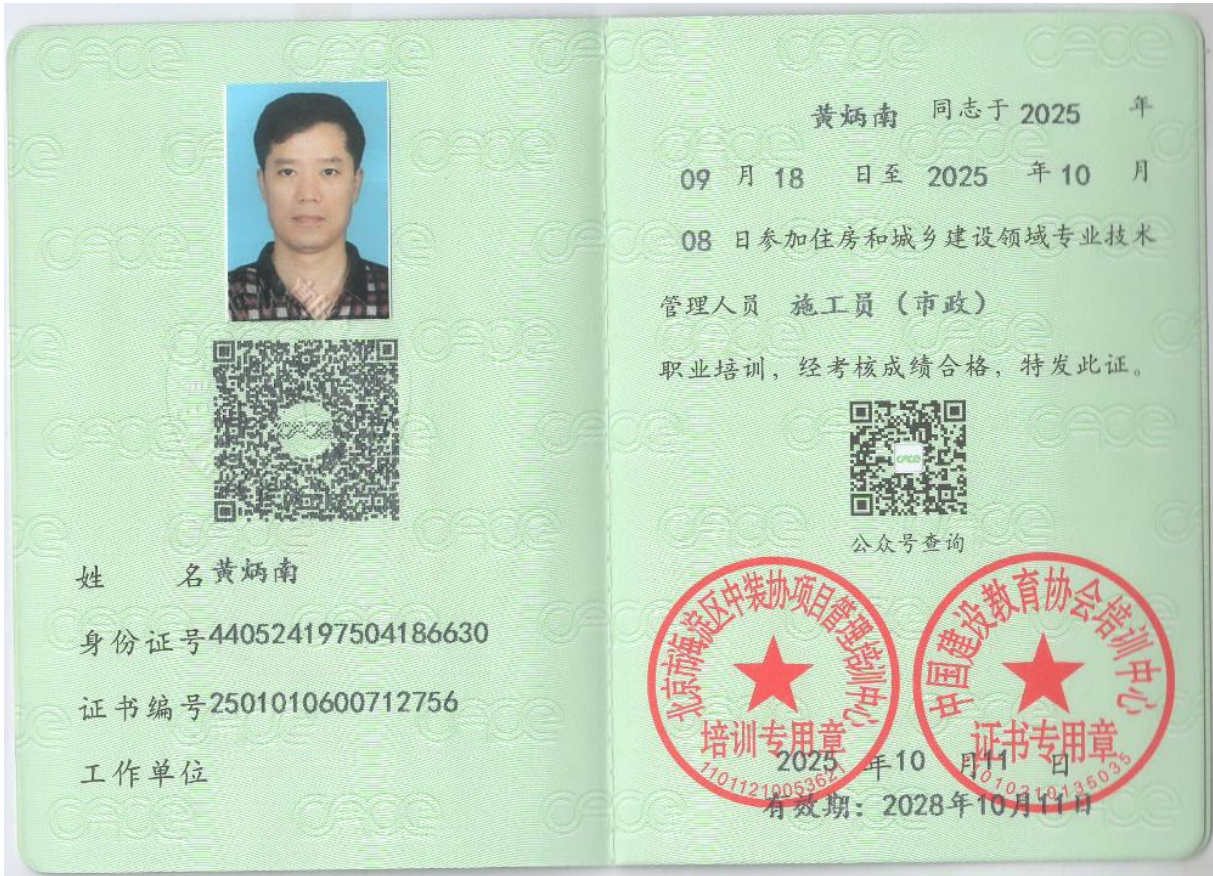 姓 名 黄炳南
身份证号 440524197504186630
证书编号 2501010600712756
工作单位
黄炳南 同志于 2025 年
09 月 18 日至 2025 年 10 月
08 日参加住房和城乡建设领域专业技术
管理人员 施工员（市政）
职业培训，经考核成绩合格，特发此证。
公众号查询
北京市海淀区中装协项目管理培训中心
培训专用章
中国建设教育协会培训中心
证书专用章
2025 年 10 月 11 日
有效期：2028年10月11日